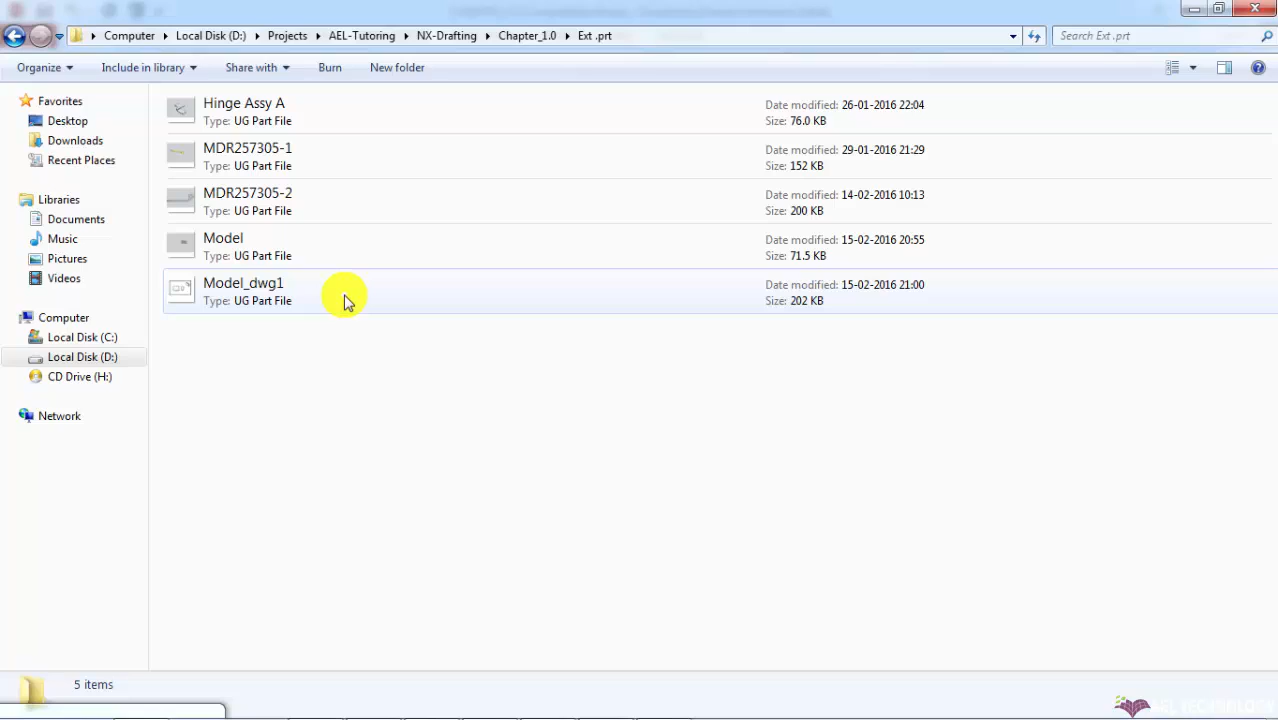 Computer Local Disk (D:) Projects AEL-Tutoring NX-Drafting Chapter_1.0 Ext .prt Search Ext .prt
Organize Include in library Share with Burn New folder
Favorites
Desktop
Downloads
Recent Places
Libraries
Documents
Music
Pictures
Videos
Computer
Local Disk (C:)
Local Disk (D:)
CD Drive (H:)
Network
Hinge Assy A Date modified: 26-01-2016 22:04
Type: UG Part File Size: 76.0 KB
MDR257305-1 Date modified: 29-01-2016 21:29
Type: UG Part File Size: 152 KB
MDR257305-2 Date modified: 14-02-2016 10:13
Type: UG Part File Size: 200 KB
Model Date modified: 15-02-2016 20:55
Type: UG Part File Size: 71.5 KB
Model_dwg1 Date modified: 15-02-2016 21:00
Type: UG Part File Size: 202 KB
5 items
AEL TECHNOLOGY